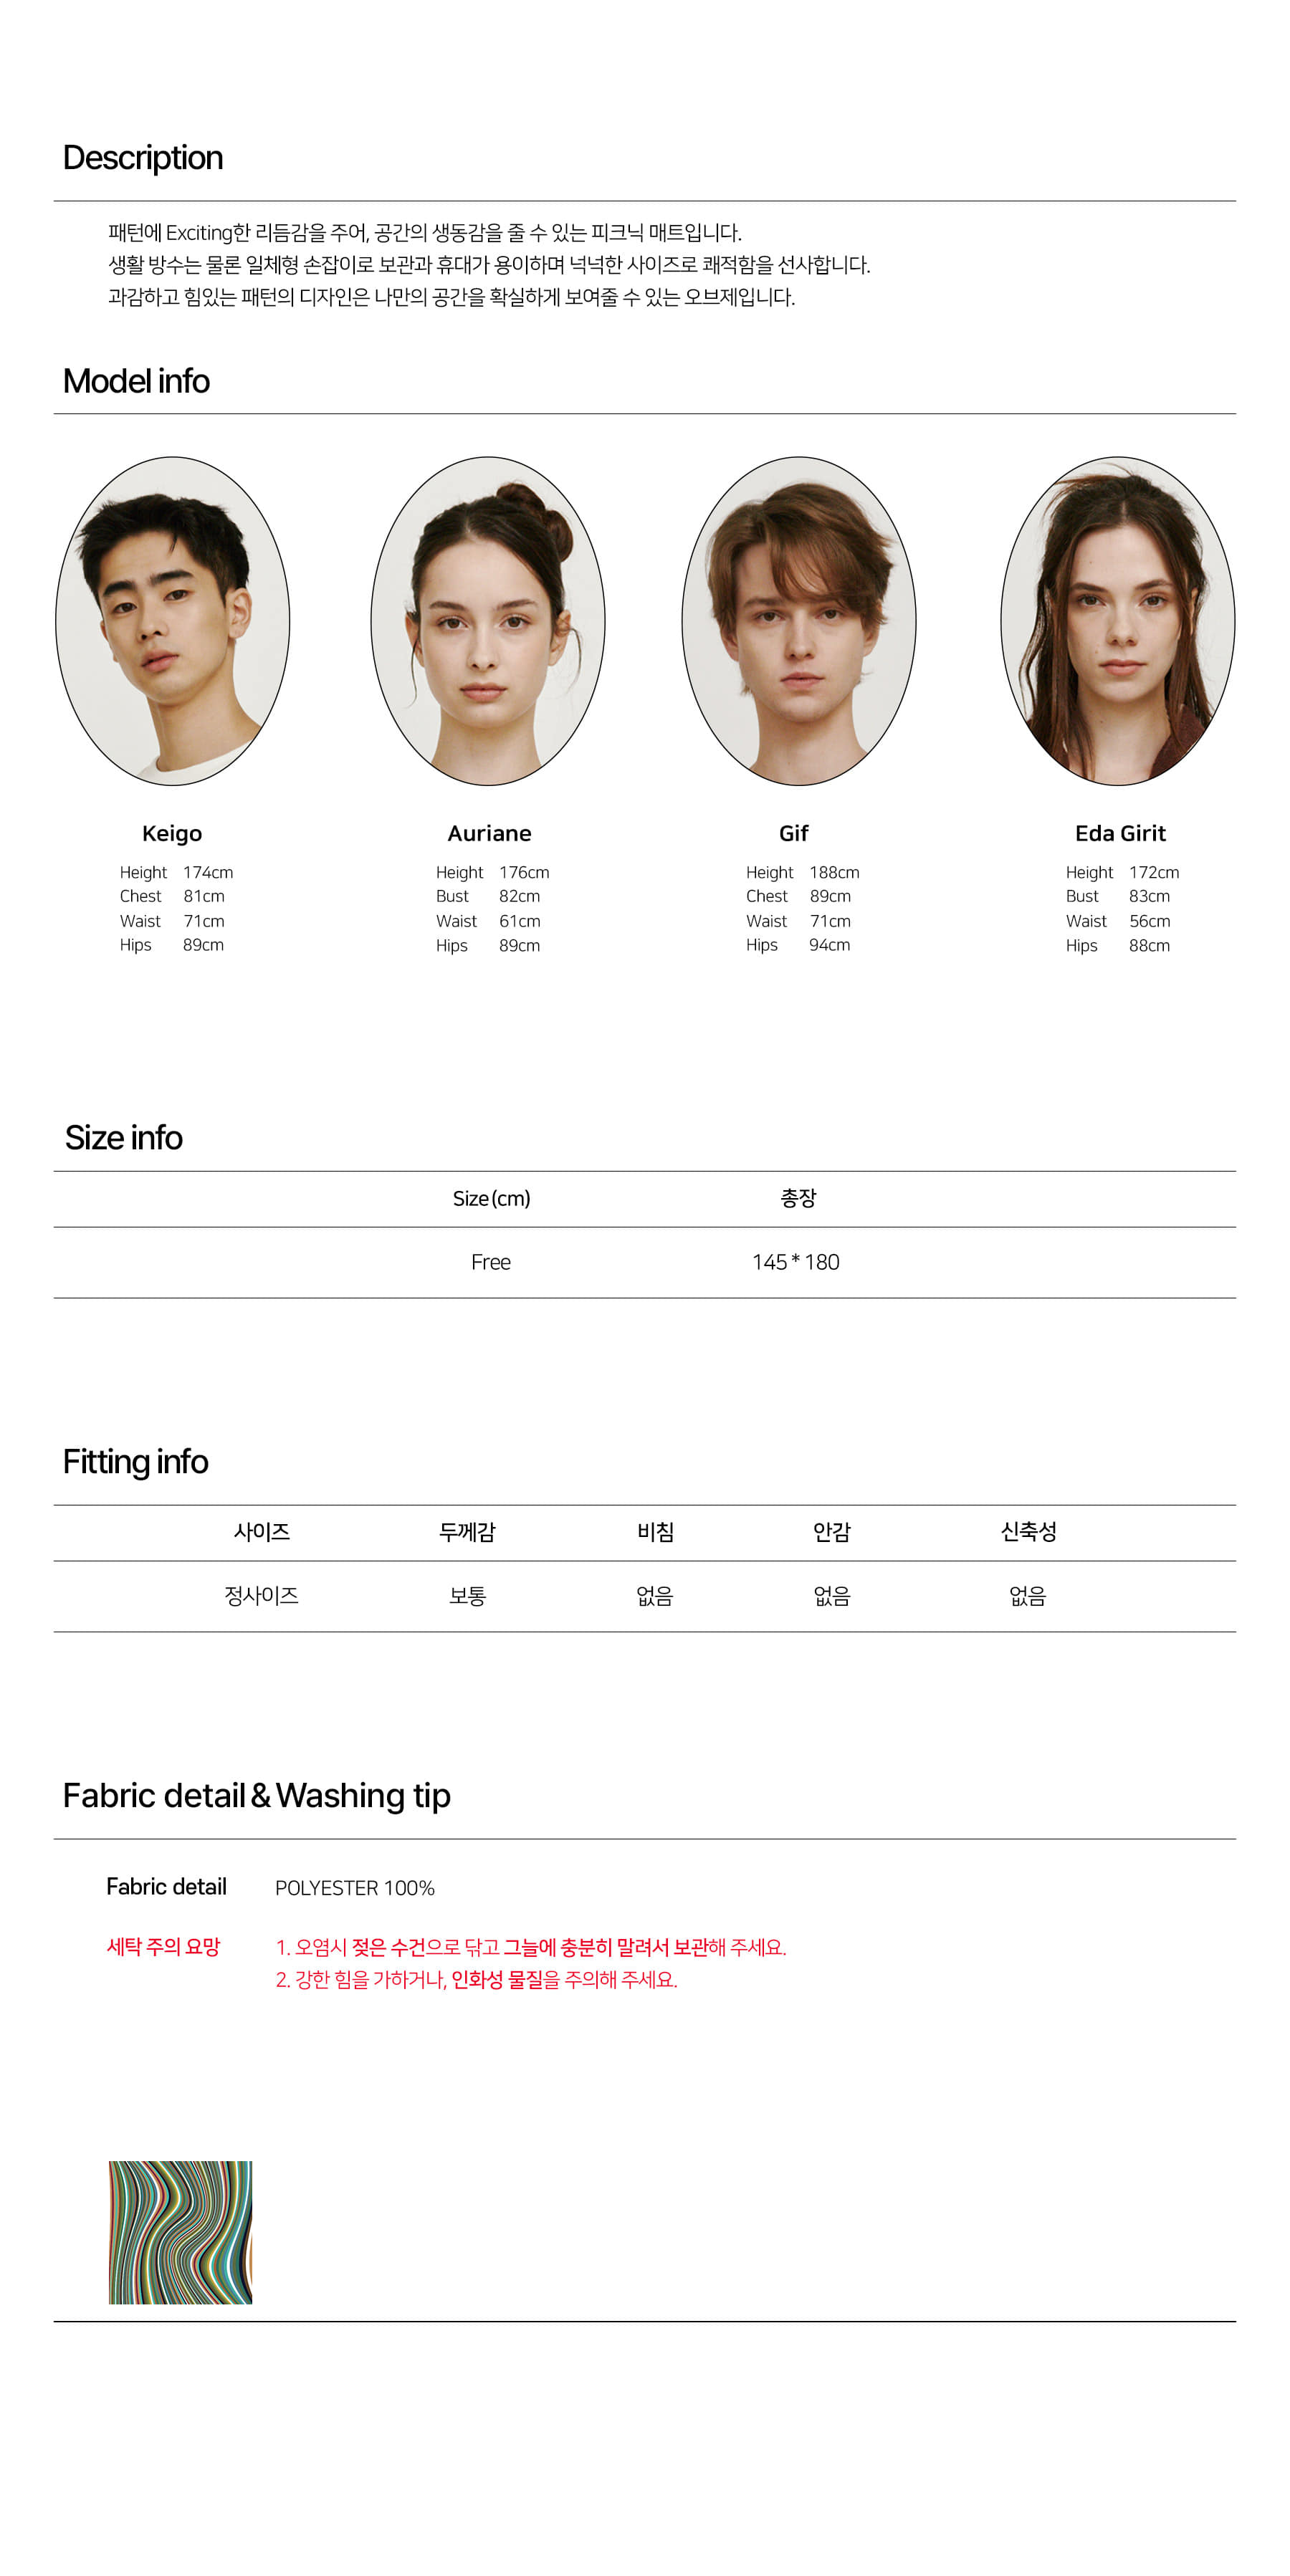 Description
패턴에 Exciting한 리듬감을 주어, 공간의 생동감을 줄 수 있는 피크닉 매트입니다.
생활 방수는 물론 일체형 손잡이로 보관과 휴대가 용이하며 넉넉한 사이즈로 쾌적함을 선사합니다.
과감하고 힘있는 패턴의 디자인은 나만의 공간을 확실하게 보여줄 수 있는 오브제입니다.
Model info
Keigo
Height 174cm
Chest 81cm
Waist 71cm
Hips 89cm
Auriane
Height 176cm
Bust 82cm
Waist 61cm
Hips 89cm
Gif
Height 188cm
Chest 89cm
Waist 71cm
Hips 94cm
Eda Girit
Height 172cm
Bust 83cm
Waist 56cm
Hips 88cm
Size info
Size (cm) 총장
Free 145 * 180
Fitting info
사이즈 두께감 비침 안감 신축성
정사이즈 보통 없음 없음 없음
Fabric detail & Washing tip
Fabric detail POLYESTER 100%
세탁 주의 요망 1. 오염시 젖은 수건으로 닦고 그늘에 충분히 말려서 보관해 주세요.
2. 강한 힘을 가하거나, 인화성 물질을 주의해 주세요.